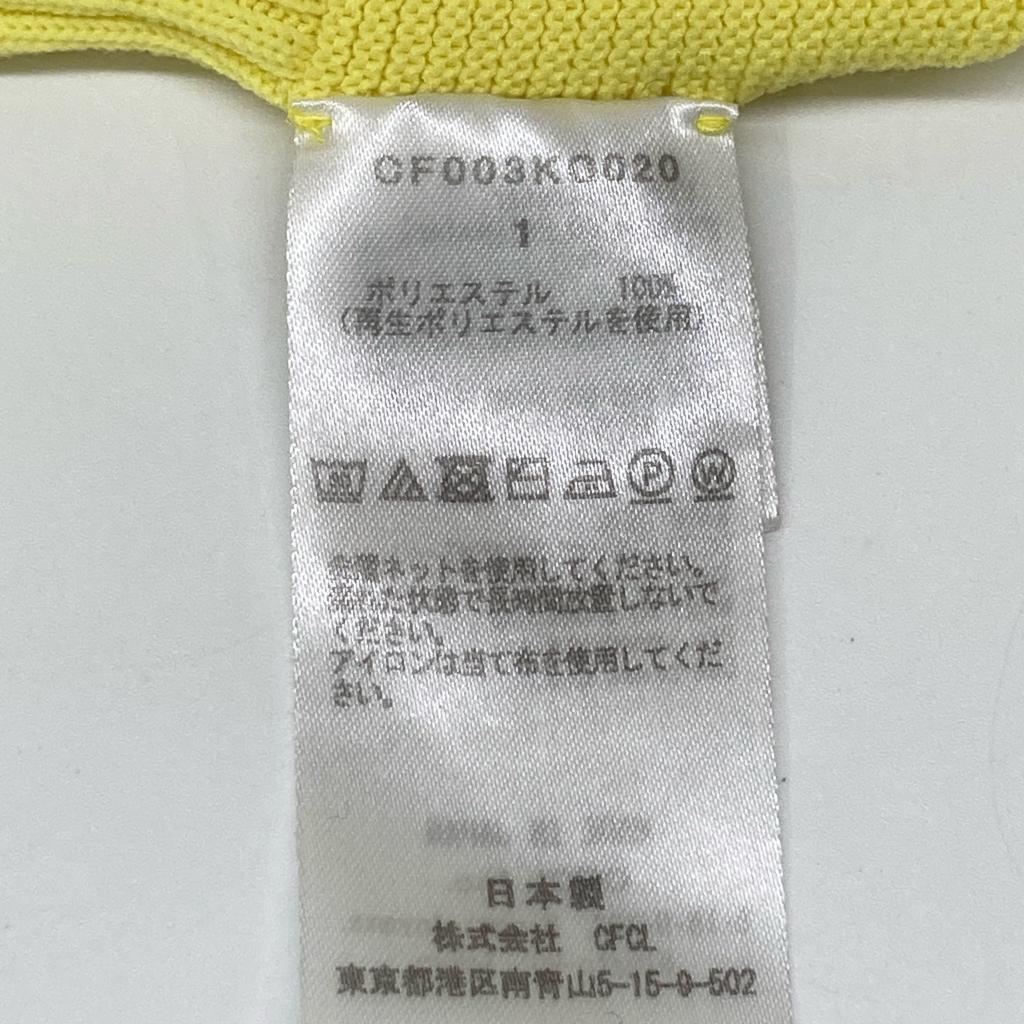 CF003KG020
1
ポリエステル 100%
(再生ポリエステルを使用)
P W
洗濯ネットを使用してください。
濡れた状態で長時間放置しないで
ください。
アイロンは当て布を使用してくだ
さい。
日本製
株式会社 CFCL
東京都港区南青山5-15-9-502